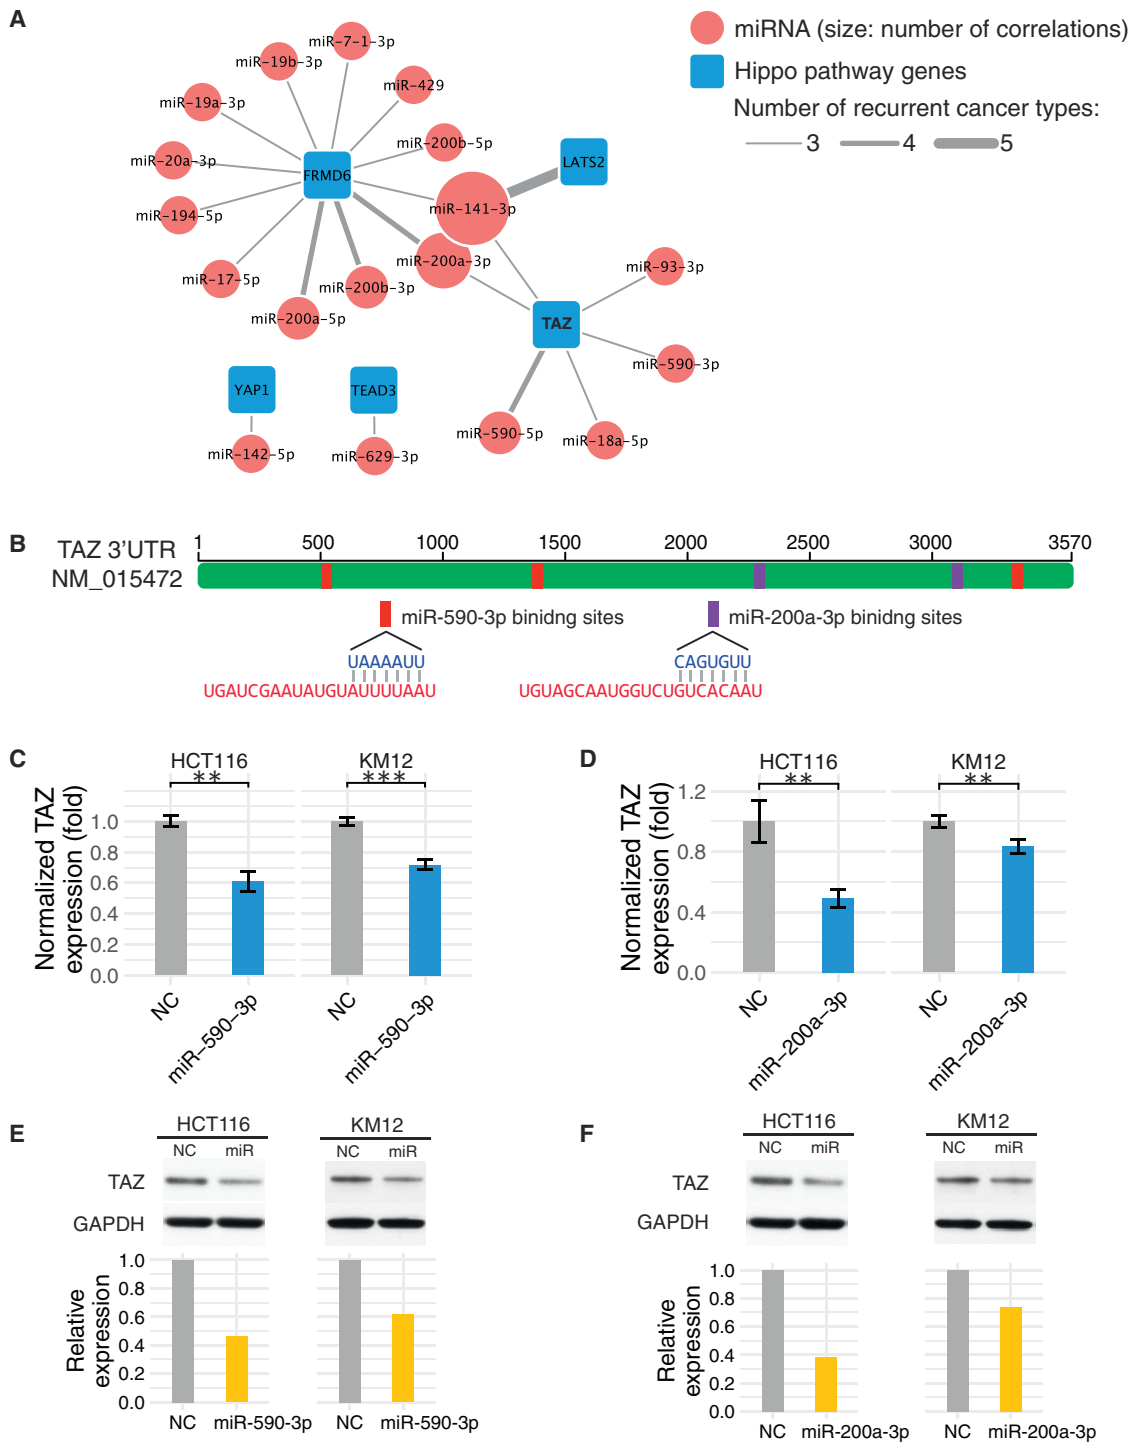 A
miRNA (size: number of correlations)
Hippo pathway genes
Number of recurrent cancer types:
3
4
5
miR-7-1-3p
miR-19b-3p
miR-429
miR-19a-3p
miR-200b-5p
miR-20a-3p
FRMD6
LATS2
miR-194-5p
miR-141-3p
miR-200a-3p
miR-93-3p
miR-17-5p
miR-200b-3p
miR-200a-5p
TAZ
miR-590-3p
YAP1
TEAD3
miR-590-5p
miR-18a-5p
miR-142-5p
miR-629-3p
B
TAZ 3'UTR
NM_015472
1
500
1000
1500
2000
2500
3000
3570
miR-590-3p binidng sites
miR-200a-3p binidng sites
UAAAAUU
CAGUGUU
UGAUCGAAUAUGUAUUUUAAU
UGUAGCAAUGGUCUGUCACAAU
C
HCT116
KM12
**
***
Normalized TAZ
expression (fold)
1.0
0.8
0.6
0.4
0.2
0.0
NC
miR-590-3p
NC
miR-590-3p
D
HCT116
KM12
**
**
Normalized TAZ
expression (fold)
1.2
0.8
0.4
0.0
NC
miR-200a-3p
NC
miR-200a-3p
E
HCT116
KM12
NC
miR
NC
miR
TAZ
GAPDH
Relative
expression
1.0
0.8
0.6
0.4
0.2
0.0
NC
miR-590-3p
NC
miR-590-3p
F
HCT116
KM12
NC
miR
NC
miR
TAZ
GAPDH
Relative
expression
1.0
0.8
0.6
0.4
0.2
0.0
NC
miR-200a-3p
NC
miR-200a-3p